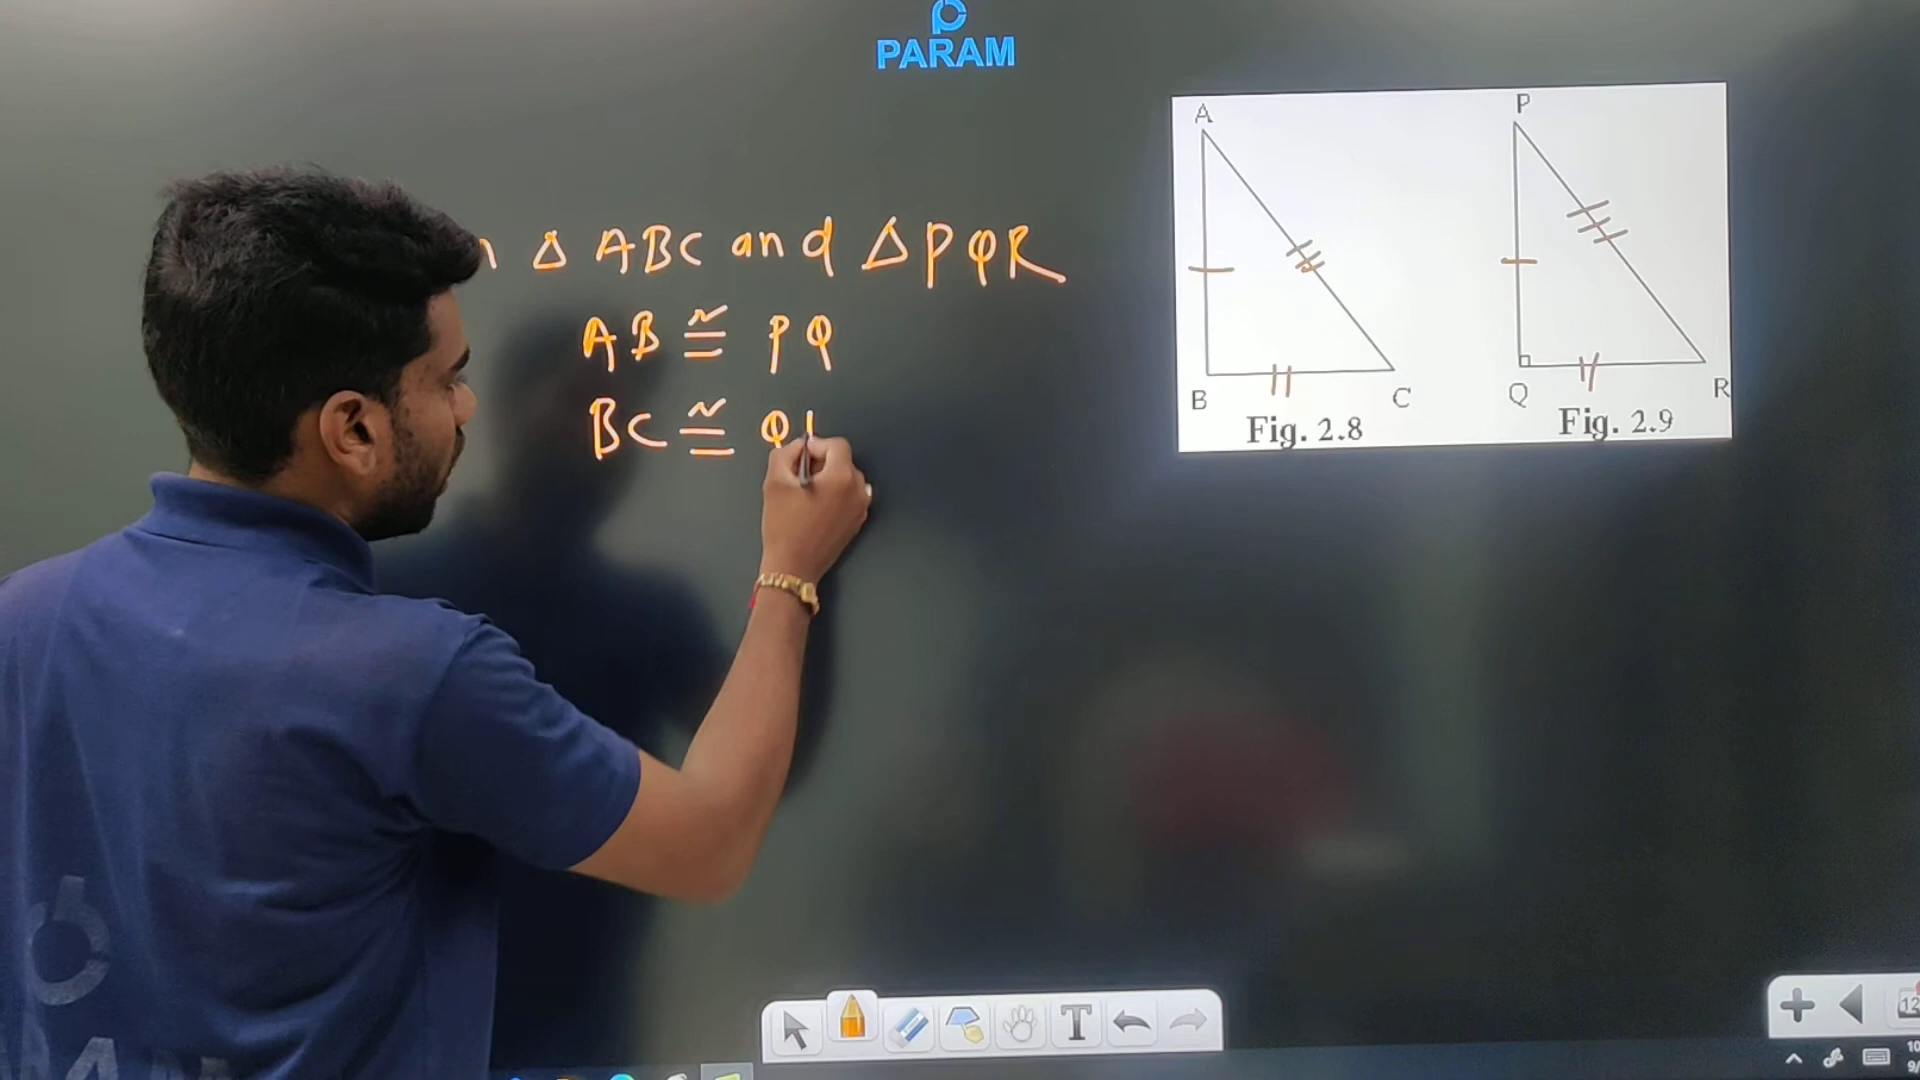 PARAM
Δ ABC and Δ PQR
AB ≅ PQ
BC ≅ Q
A
B
C
Fig. 2.8
P
Q
R
Fig. 2.9
T